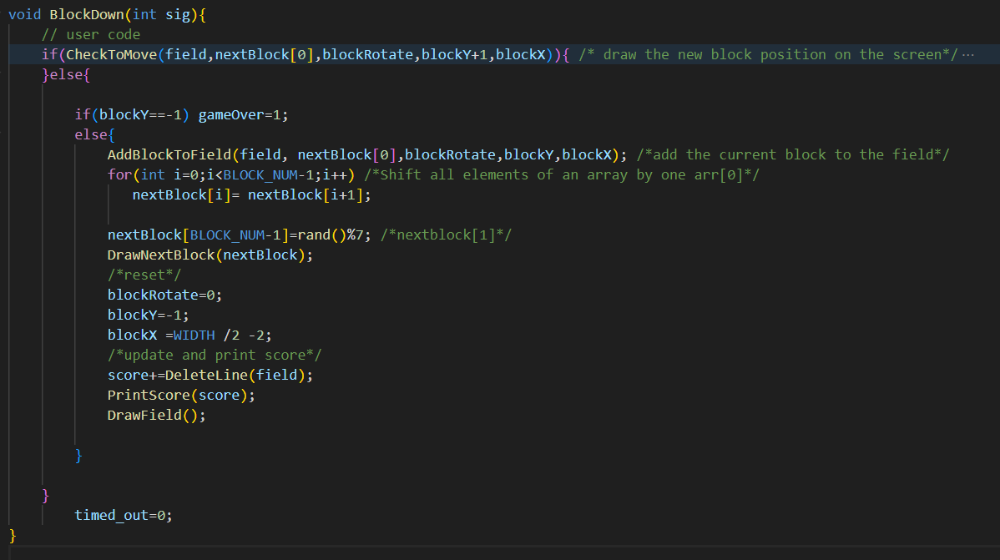 void BlockDown(int sig){
// user code
if(CheckToMove(field,nextBlock[0],blockRotate,blockY+1,blockX)){ /* draw the new block position on the screen*/ ···
}else{
if(blockY==-1) gameOver=1;
else{
AddBlockToField(field, nextBlock[0],blockRotate,blockY,blockX); /*add the current block to the field*/
for(int i=0;i<BLOCK_NUM-1;i++) /*Shift all elements of an array by one arr[0]*/
nextBlock[i]= nextBlock[i+1];
nextBlock[BLOCK_NUM-1]=rand()%7; /*nextblock[1]*/
DrawNextBlock(nextBlock);
/*reset*/
blockRotate=0;
blockY=-1;
blockX =WIDTH /2 -2;
/*update and print score*/
score+=DeleteLine(field);
PrintScore(score);
DrawField();
}
}
timed_out=0;
}